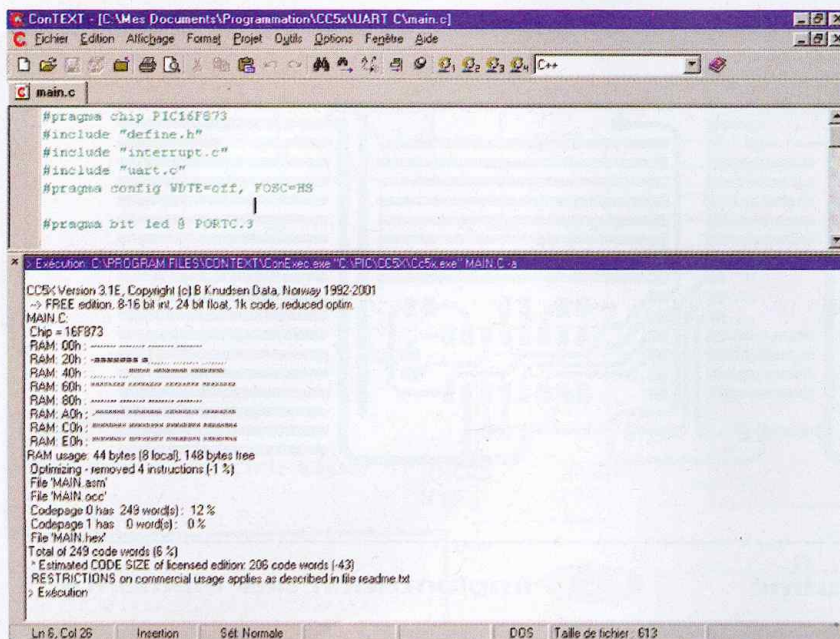 ConTEXT - [C:\Mes Documents\Programmation\CC5x\UART C\main.c]
Fichier Edition Affichage Format Projet Outils Options Fenêtre Aide
C++
main.c
#pragma chip PIC16F873
#include "define.h"
#include "interrupt.c"
#include "uart.c"
#pragma config WDTE=off, FOSC=HS
#pragma bit led @ PORTC.3
> Exécution: C:\PROGRAM FILES\CONTEXT\ConExec.exe "C:\PIC\CC5X\Cc5x.exe" MAIN.C -a
CC5X Version 3.1E, Copyright (c) B Knudsen Data, Norway 1992-2001
--> FREE edition, 8-16 bit int, 24 bit float, 1k code, reduced optim.
MAIN.C:
Chip = 16F873
RAM: 00h :
RAM: 20h :
RAM: 40h :
RAM: 60h :
RAM: 80h :
RAM: A0h :
RAM: C0h :
RAM: E0h :
RAM usage: 44 bytes (8 local), 148 bytes free
Optimizing - removed 4 instructions (-1 %)
File 'MAIN.asm'
File 'MAIN.occ'
Codepage 0 has 249 word(s) : 12 %
Codepage 1 has 0 word(s) : 0 %
File 'MAIN.hex'
Total of 249 code words (6 %)
* Estimated CODE SIZE of licensed edition: 206 code words (-43)
RESTRICTIONS on commercial usage applies as described in file readme.txt
> Exécution
Ln 6, Col 26 Insertion Sél. Normale DOS Taille de fichier : 613